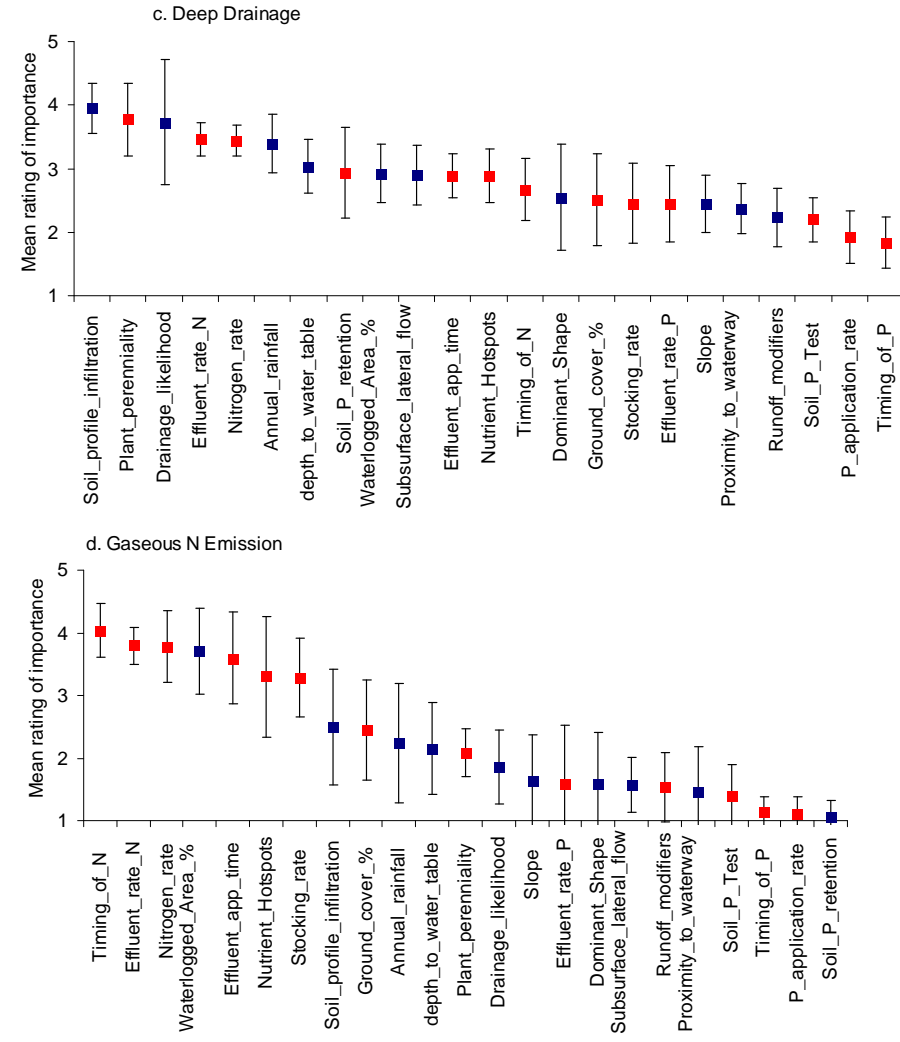 c. Deep Drainage
Mean rating of importance
5
4
3
2
1
Soil_profile_infiltration
Plant_perenniality
Drainage_likelihood
Effluent_rate_N
Nitrogen_rate
Annual_rainfall
depth_to_water_table
Soil_P_retention
Waterlogged_Area_%
Subsurface_lateral_flow
Effluent_app_time
Nutrient_Hotspots
Timing_of_N
Dominant_Shape
Ground_cover_%
Stocking_rate
Effluent_rate_P
Slope
Proximity_to_waterway
Runoff_modifiers
Soil_P_Test
P_application_rate
Timing_of_P
d. Gaseous N Emission
Mean rating of importance
5
4
3
2
1
Timing_of_N
Effluent_rate_N
Nitrogen_rate
Waterlogged_Area_%
Effluent_app_time
Nutrient_Hotspots
Stocking_rate
Soil_profile_infiltration
Ground_cover_%
Annual_rainfall
depth_to_water_table
Plant_perenniality
Drainage_likelihood
Slope
Effluent_rate_P
Dominant_Shape
Subsurface_lateral_flow
Runoff_modifiers
Proximity_to_waterway
Soil_P_Test
Timing_of_P
P_application_rate
Soil_P_retention